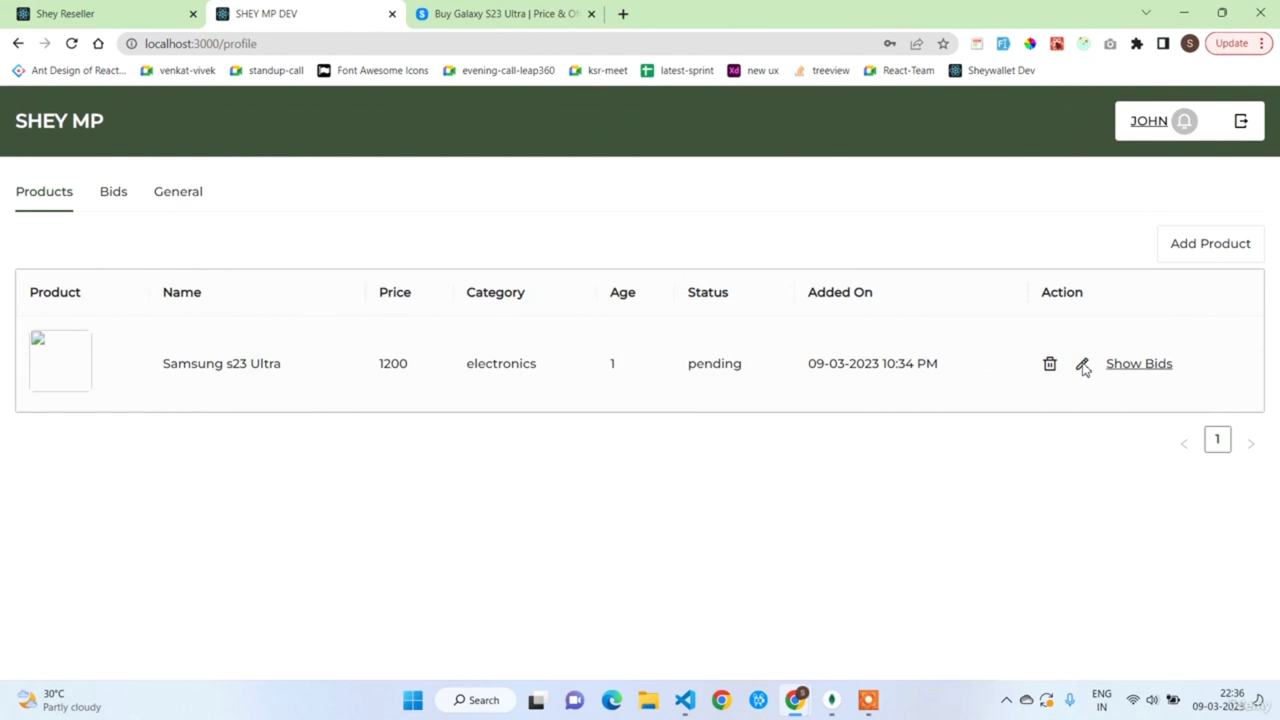 Shey Reseller
SHEY MP DEV
Buy Galaxy S23 Ultra | Price & Of
localhost:3000/profile
S
Update
Ant Design of React...
venkat-vivek
standup-call
Font Awesome Icons
evening-call-leap360
ksr-meet
latest-sprint
Xd new ux
treeview
React-Team
Sheywallet Dev
SHEY MP
JOHN
Products Bids General
Add Product
Product Name Price Category Age Status Added On Action
Samsung s23 Ultra 1200 electronics 1 pending 09-03-2023 10:34 PM Show Bids
< 1 >
30°C
Partly cloudy
Search
ENG
IN
22:36
09-03-2023